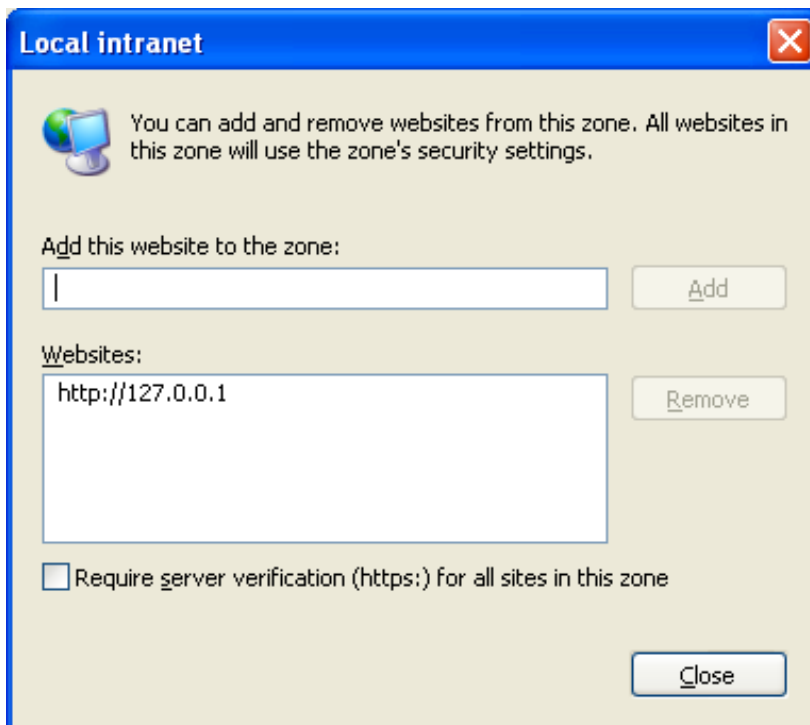 Local intranet
You can add and remove websites from this zone. All websites in
this zone will use the zone's security settings.
Add this website to the zone:
Add
Websites:
http://127.0.0.1
Remove
Require server verification (https:) for all sites in this zone
Close